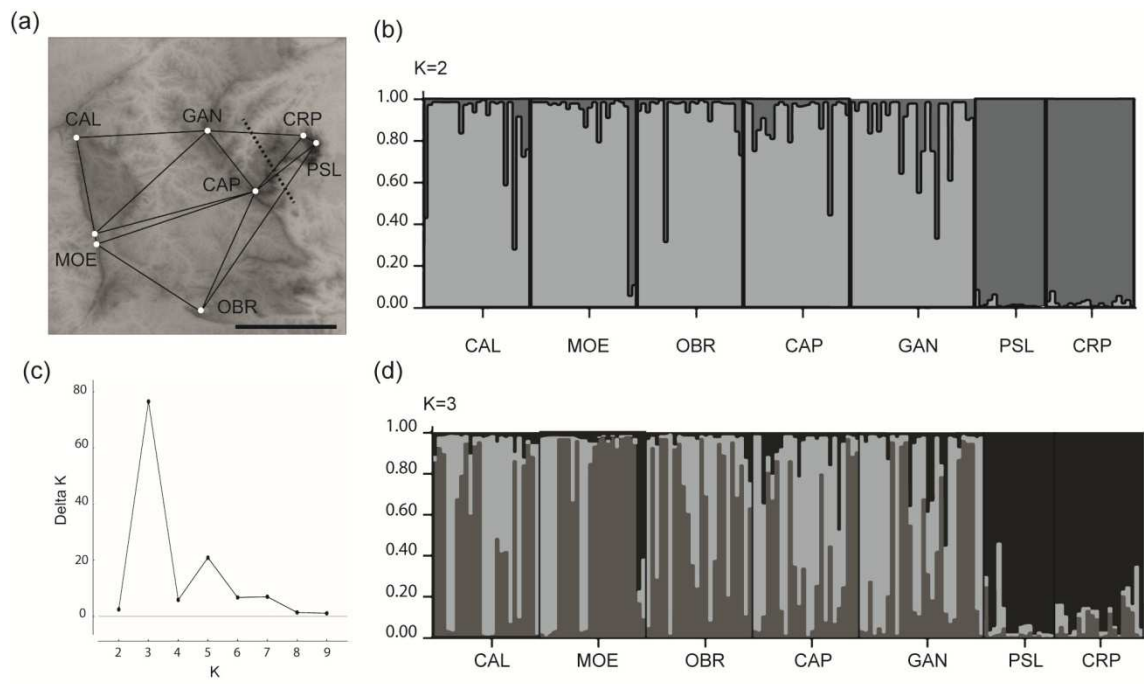 (a)
CAL
GAN
CRP
PSL
CAP
MOE
OBR
(b)
K=2
1.00
0.80
0.60
0.40
0.20
0.00
CAL MOE OBR CAP GAN PSL CRP
(c)
80
60
40
20
0
Delta K
2 3 4 5 6 7 8 9
K
(d)
K=3
1.00
0.80
0.60
0.40
0.20
0.00
CAL MOE OBR CAP GAN PSL CRP